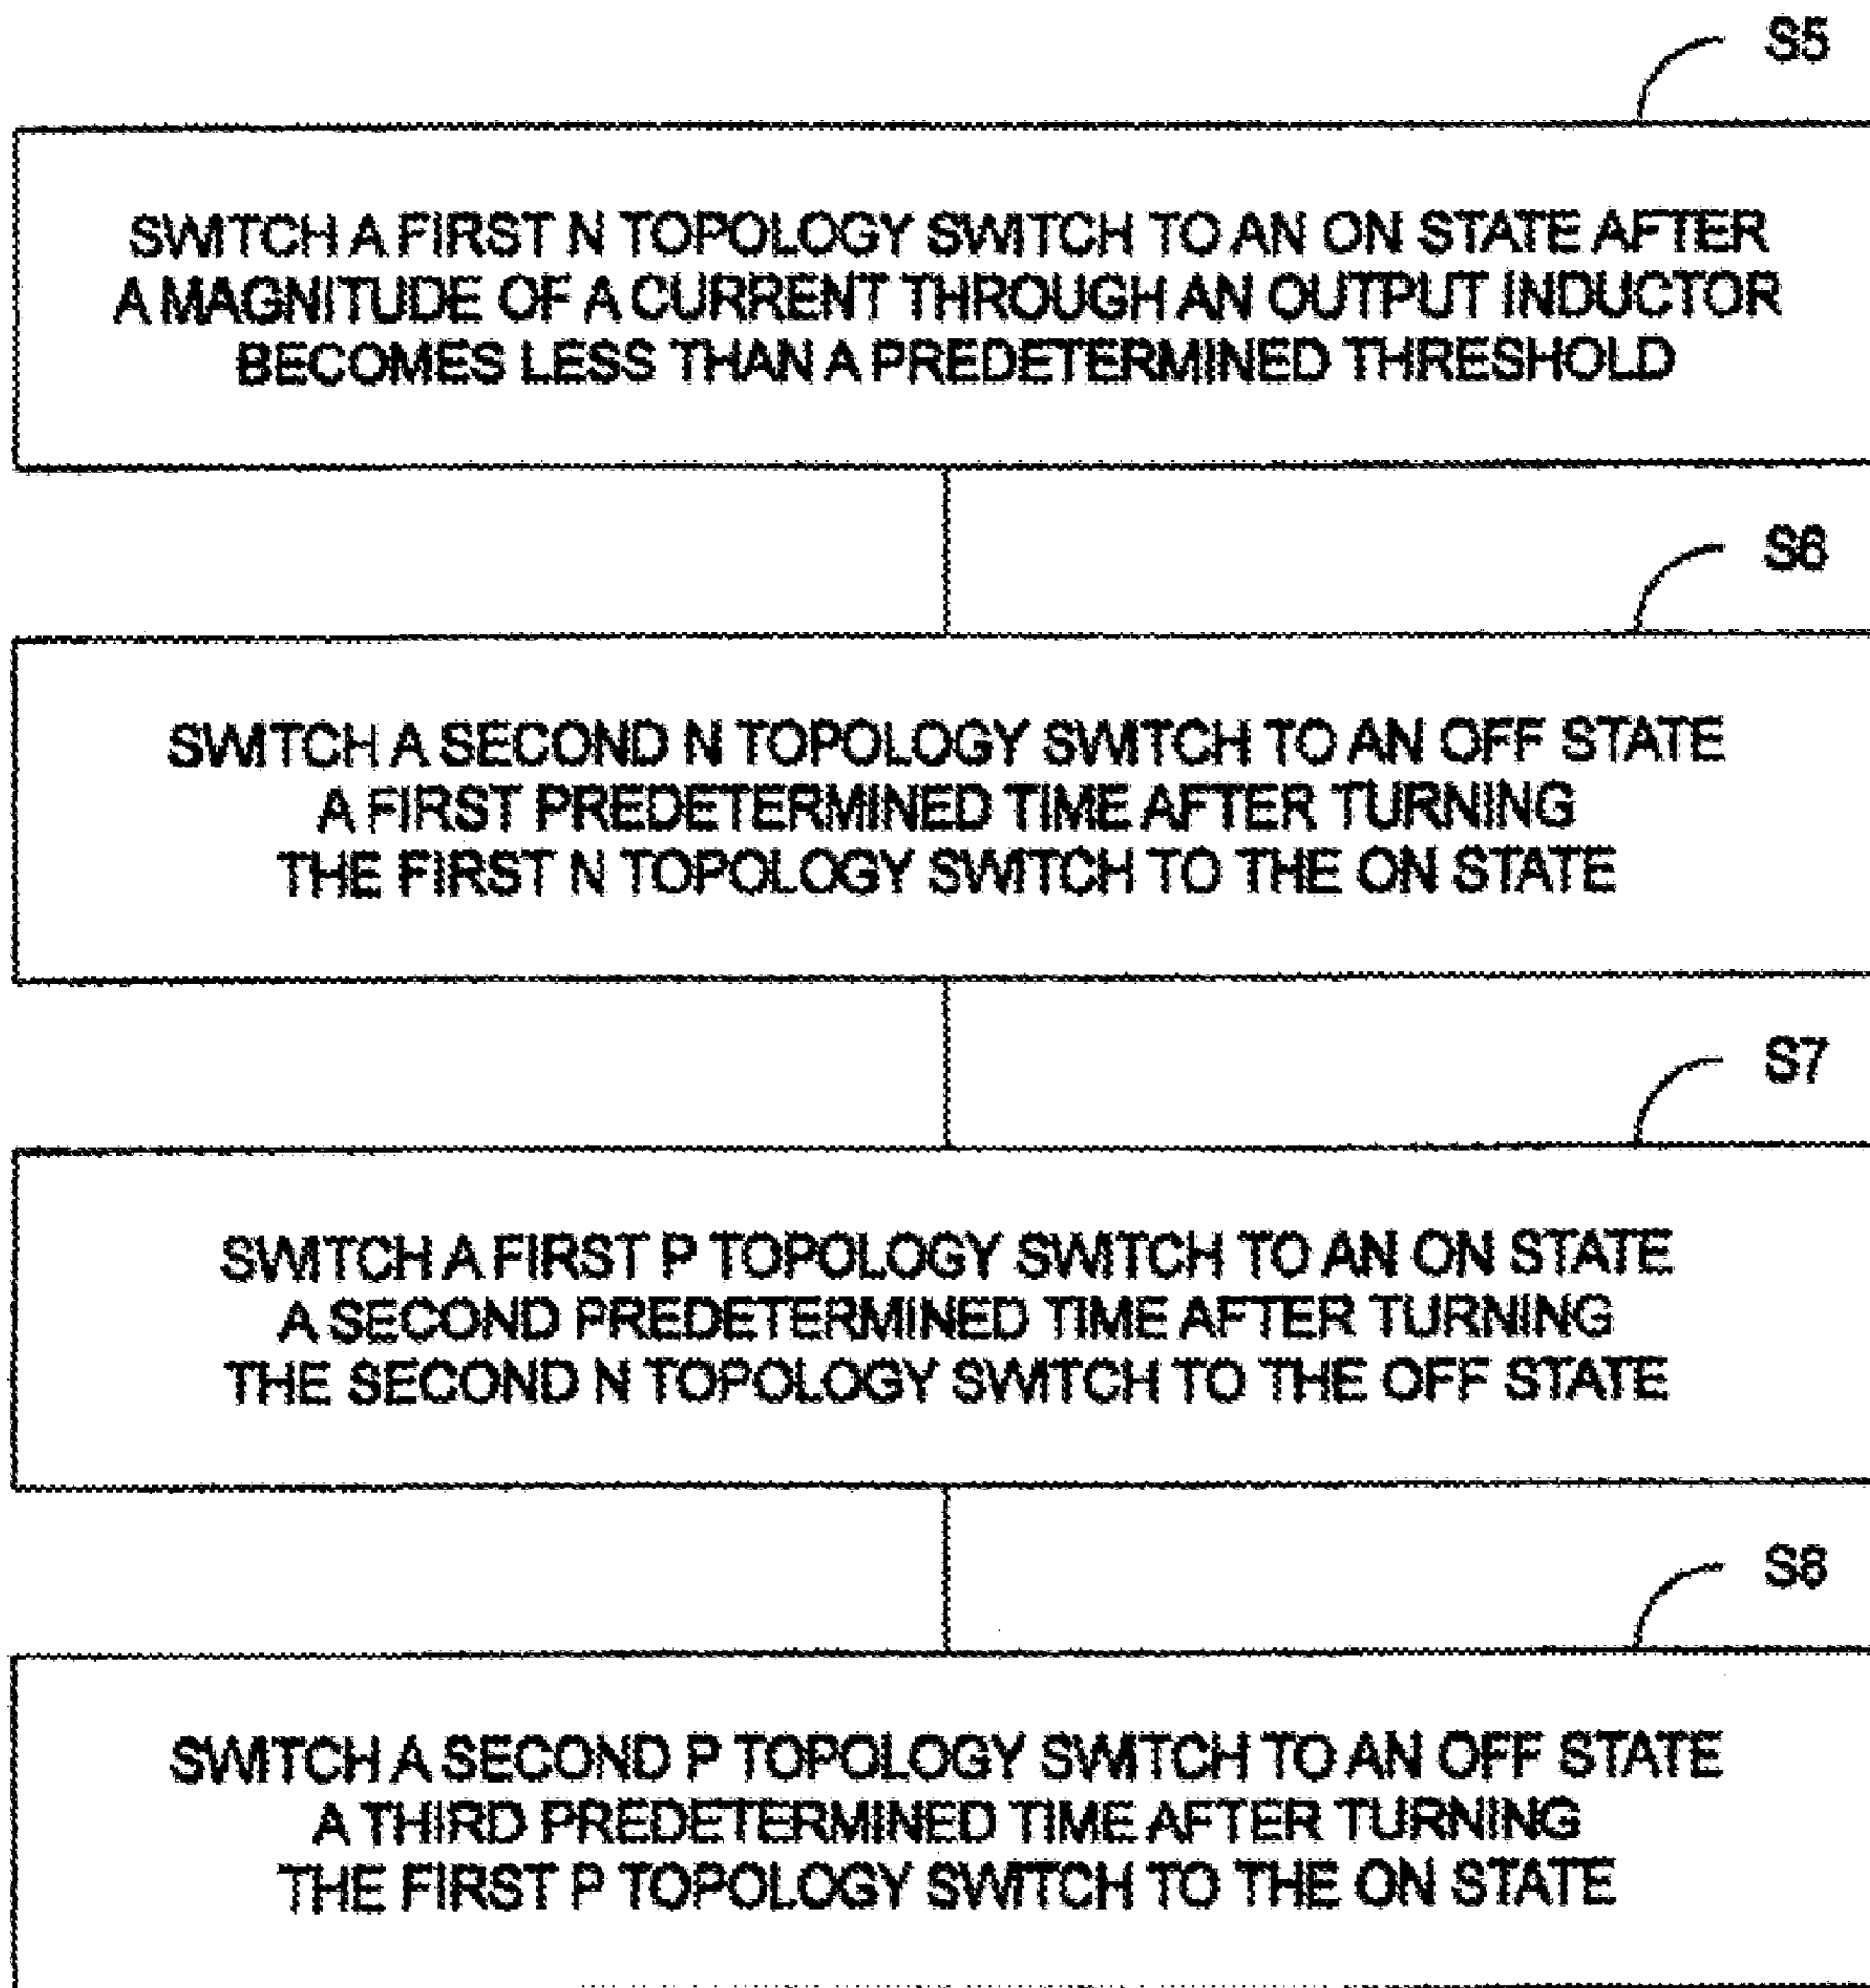 S5
SWITCH A FIRST N TOPOLOGY SWITCH TO AN ON STATE AFTER
A MAGNITUDE OF A CURRENT THROUGH AN OUTPUT INDUCTOR
BECOMES LESS THAN A PREDETERMINED THRESHOLD
S6
SWITCH A SECOND N TOPOLOGY SWITCH TO AN OFF STATE
A FIRST PREDETERMINED TIME AFTER TURNING
THE FIRST N TOPOLOGY SWITCH TO THE ON STATE
S7
SWITCH A FIRST P TOPOLOGY SWITCH TO AN ON STATE
A SECOND PREDETERMINED TIME AFTER TURNING
THE SECOND N TOPOLOGY SWITCH TO THE OFF STATE
S8
SWITCH A SECOND P TOPOLOGY SWITCH TO AN OFF STATE
A THIRD PREDETERMINED TIME AFTER TURNING
THE FIRST P TOPOLOGY SWITCH TO THE ON STATE